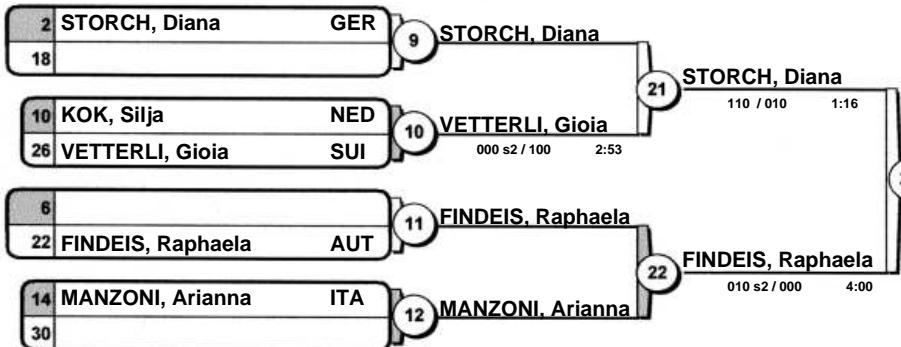 2 STORCH, Diana GER
18
9
STORCH, Diana
10 KOK, Silja NED
26 VETTERLI, Gioia SUI
10
VETTERLI, Gioia
000 s2 / 100 2:53
21
STORCH, Diana
110 / 010 1:16
6
22 FINDEIS, Raphaela AUT
11
FINDEIS, Raphaela
14 MANZONI, Arianna ITA
30
12
MANZONI, Arianna
22
FINDEIS, Raphaela
010 s2 / 000 4:00